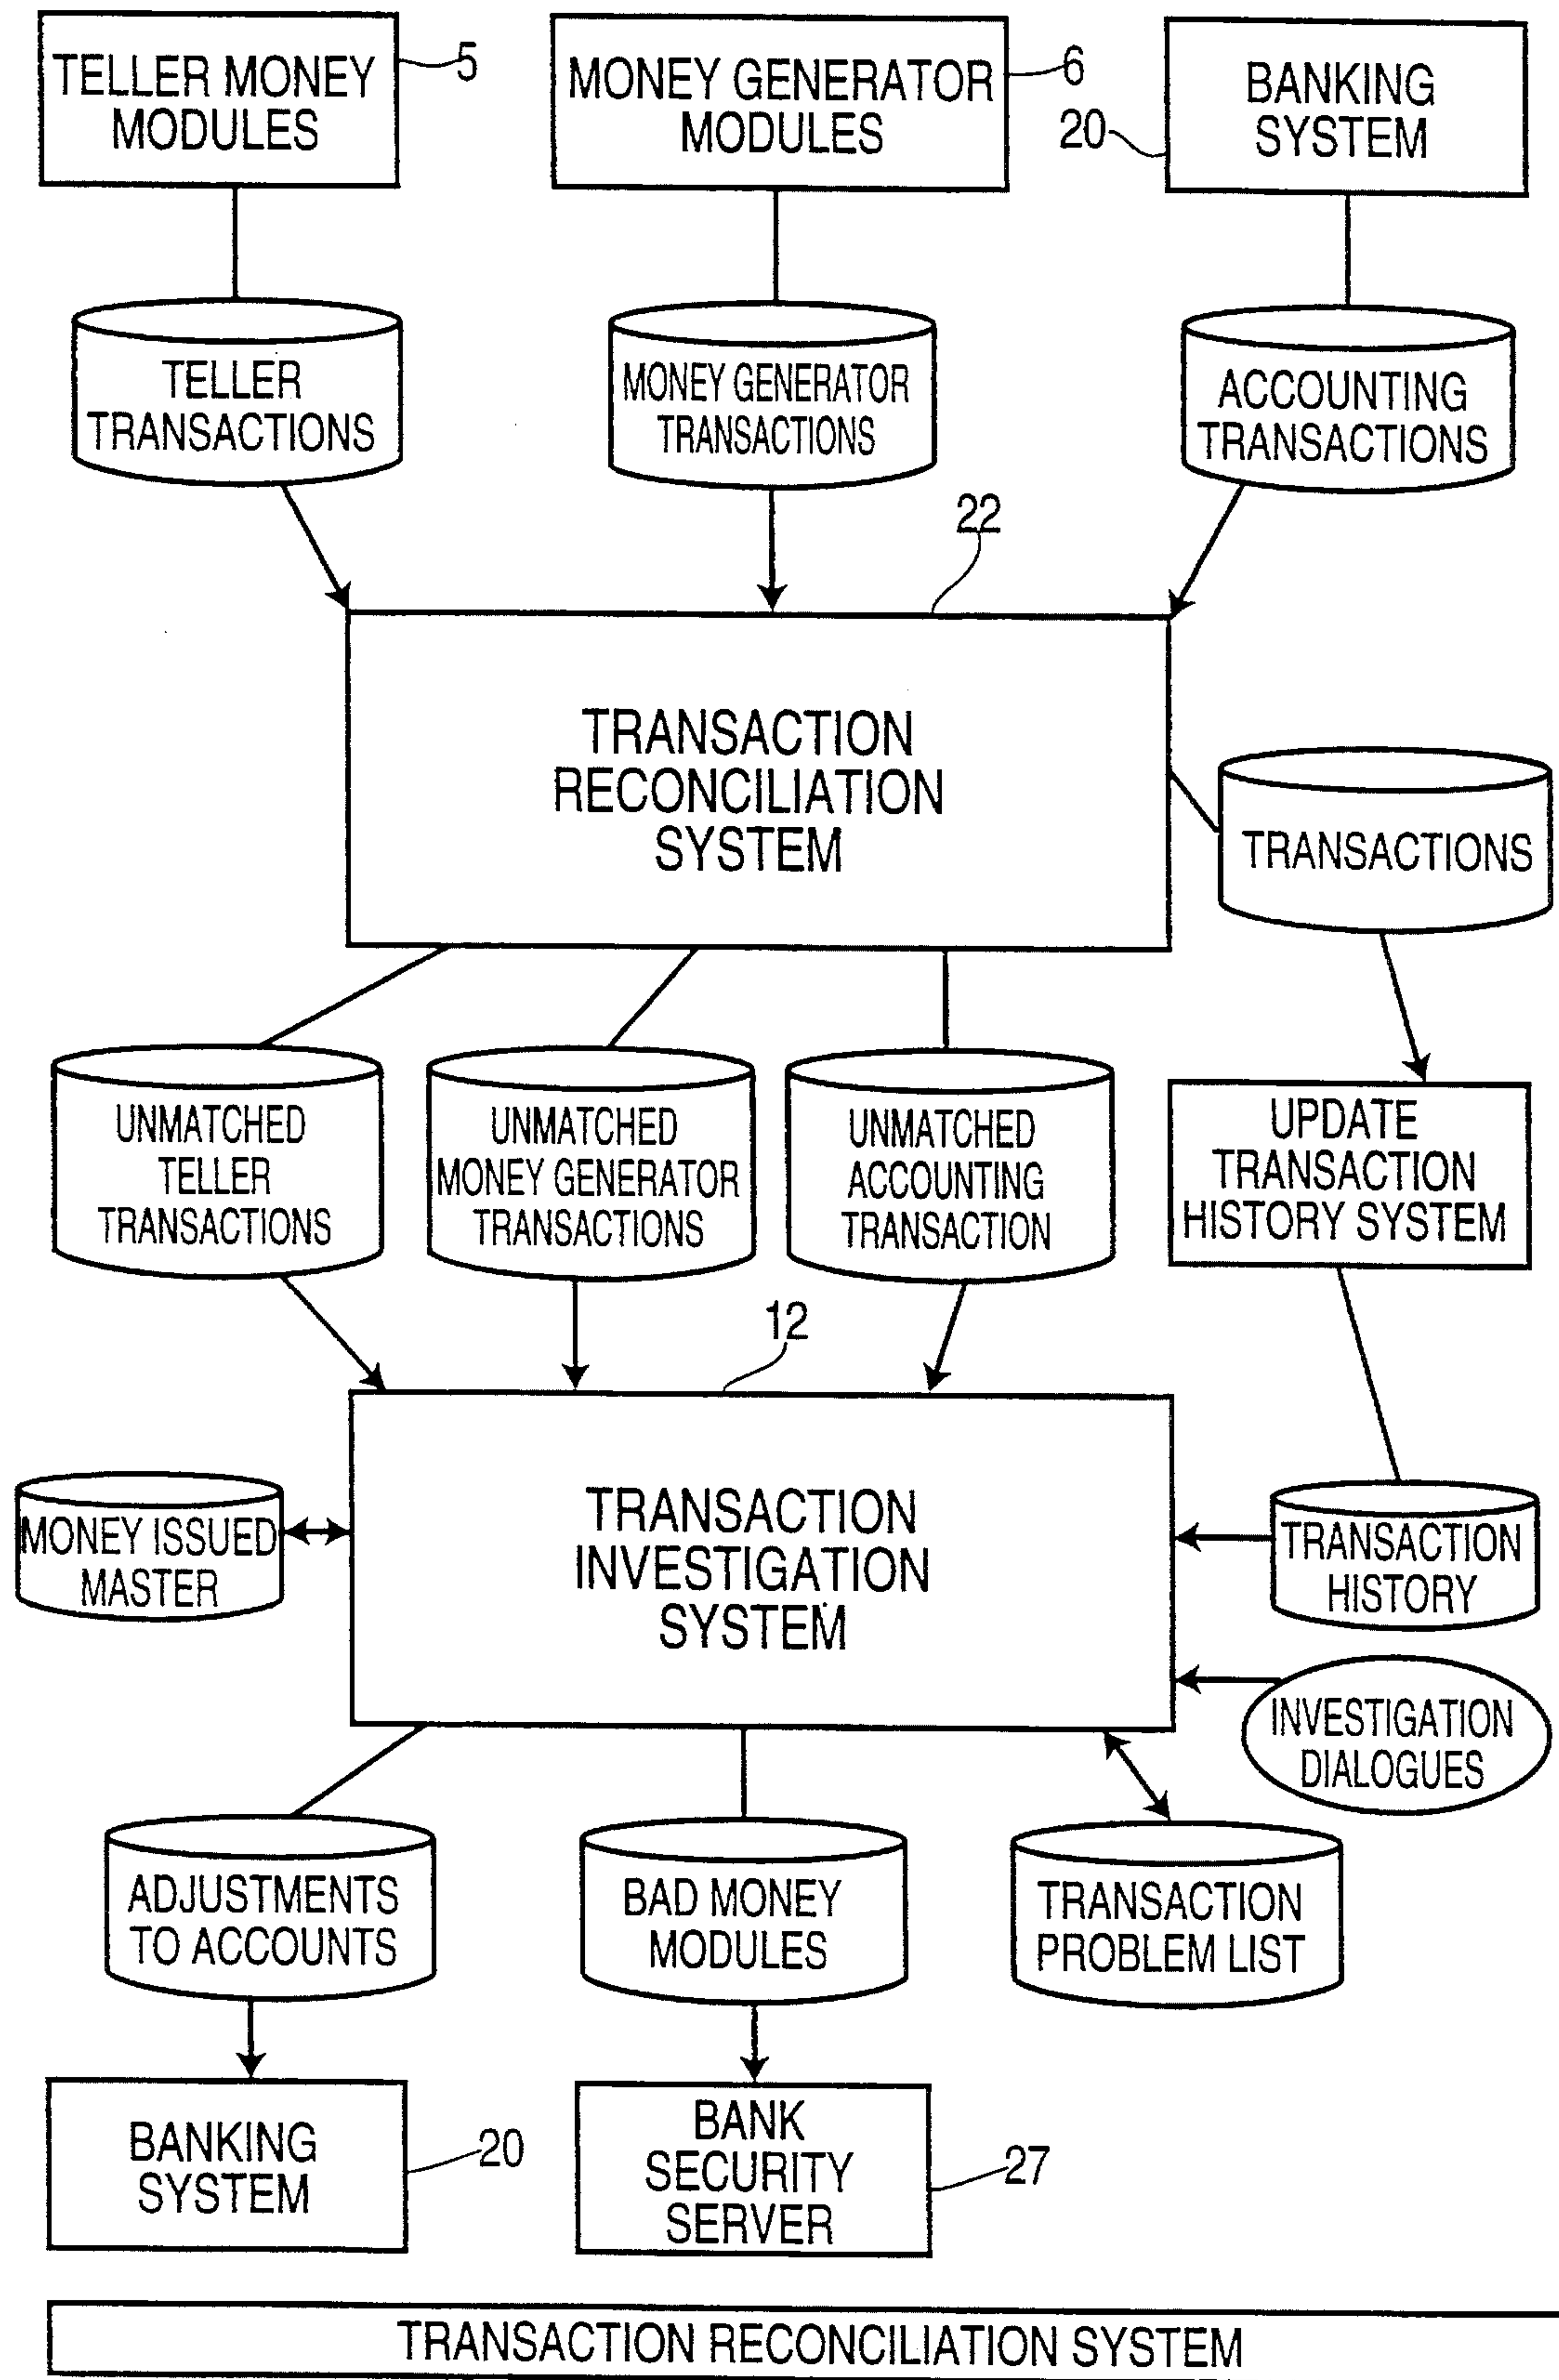 TELLER MONEY
MODULES
5
MONEY GENERATOR
MODULES
6
20
BANKING
SYSTEM
TELLER
TRANSACTIONS
MONEY GENERATOR
TRANSACTIONS
ACCOUNTING
TRANSACTIONS
22
TRANSACTION
RECONCILIATION
SYSTEM
TRANSACTIONS
UNMATCHED
TELLER
TRANSACTIONS
UNMATCHED
MONEY GENERATOR
TRANSACTIONS
UNMATCHED
ACCOUNTING
TRANSACTION
UPDATE
TRANSACTION
HISTORY SYSTEM
12
MONEY ISSUED
MASTER
TRANSACTION
INVESTIGATION
SYSTEM
TRANSACTION
HISTORY
INVESTIGATION
DIALOGUES
ADJUSTMENTS
TO ACCOUNTS
BAD MONEY
MODULES
TRANSACTION
PROBLEM LIST
BANKING
SYSTEM
20
BANK
SECURITY
SERVER
27
TRANSACTION RECONCILIATION SYSTEM